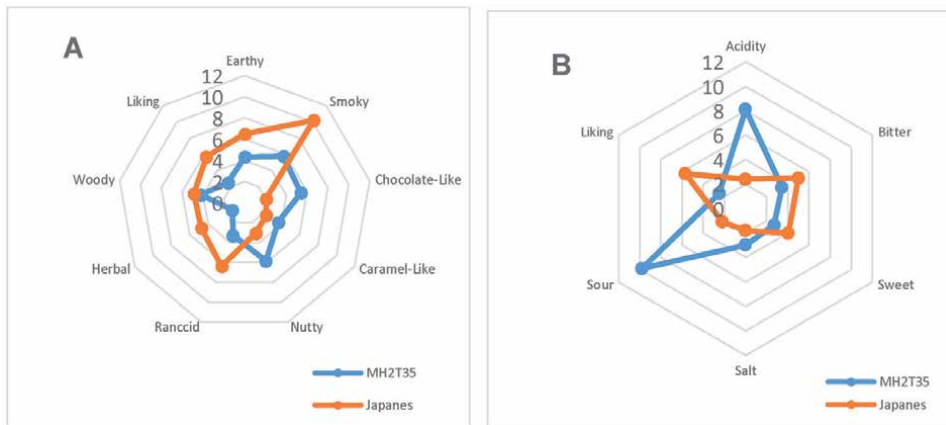 A
Earthy
12
10
8
6
4
2
0
Smoky
Chocolate-Like
Caramel-Like
Nutty
Ranccid
Herbal
Woody
Liking
MH2T35
Japanes
B
Acidity
12
10
8
6
4
2
0
Bitter
Sweet
Salt
Sour
Liking
MH2T35
Japanes